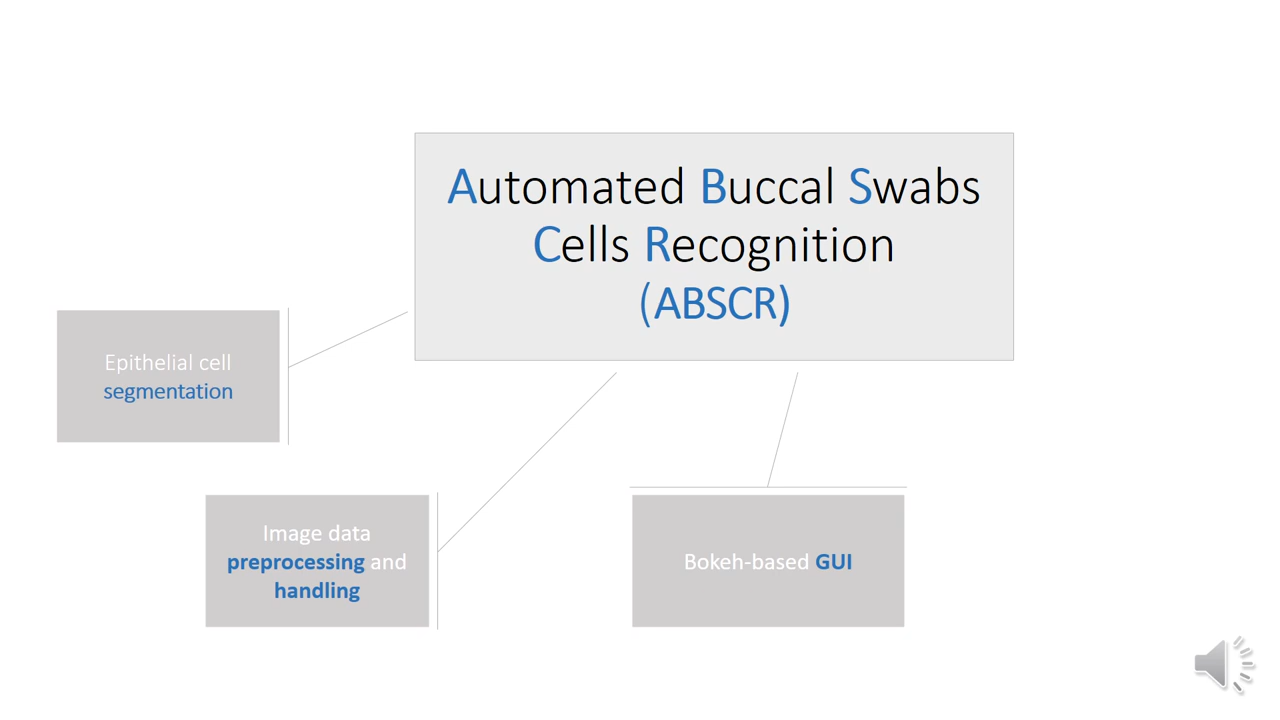 Automated Buccal Swabs
Cells Recognition
(ABSCR)
Epithelial cell
segmentation
Image data
preprocessing and
handling
Bokeh-based GUI